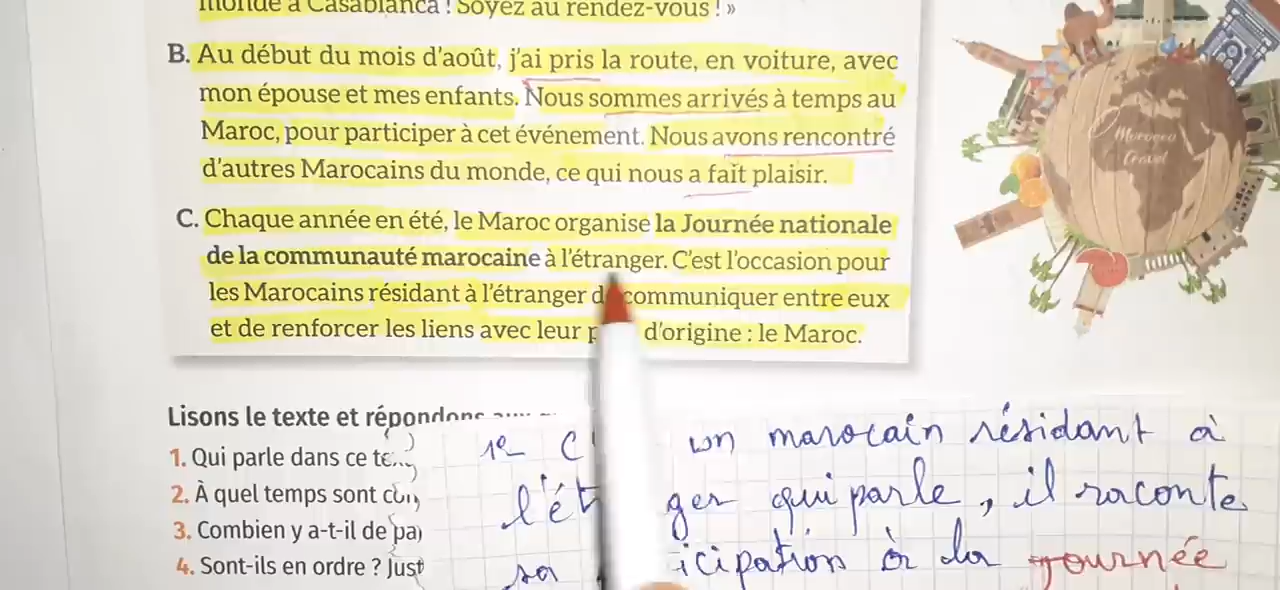 monde à Casablanca ! Soyez au rendez-vous ! »
B. Au début du mois d'août, j'ai pris la route, en voiture, avec
mon épouse et mes enfants. Nous sommes arrivés à temps au
Maroc, pour participer à cet événement. Nous avons rencontré
d'autres Marocains du monde, ce qui nous a fait plaisir.
C. Chaque année en été, le Maroc organise la Journée nationale
de la communauté marocaine à l'étranger. C'est l'occasion pour
les Marocains résidant à l'étranger communiquer entre eux
et de renforcer les liens avec leur d'origine : le Maroc.
Morocco
Travel
Lisons le texte et répondons
1. Qui parle dans ce
2. À quel temps sont
3. Combien y a-t-il de
4. Sont-ils en ordre ? Just
1º C un marocain résidant à
l'ét ger qui parle, il raconte
sa icipation à la Journée